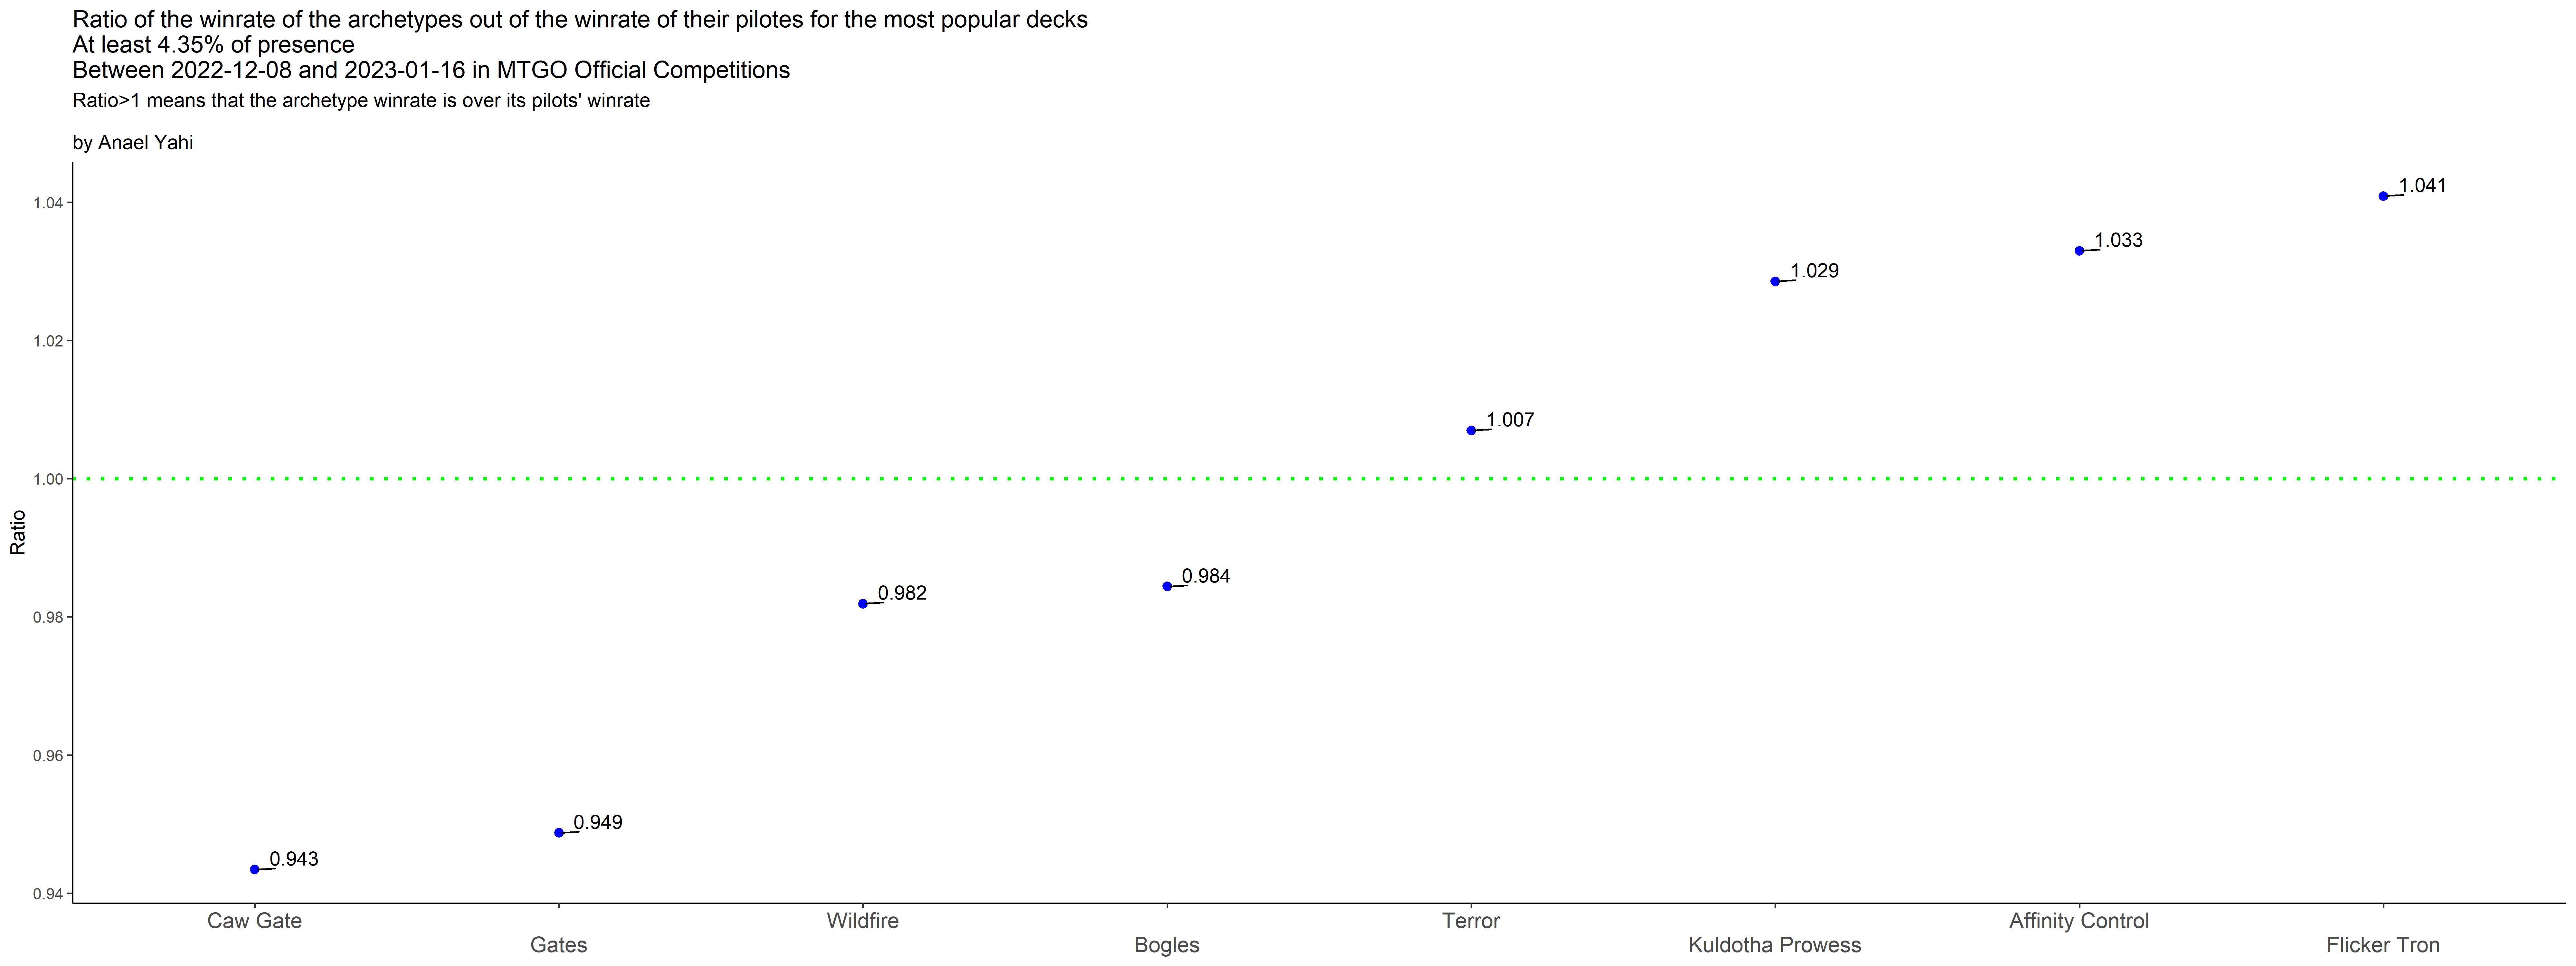 Ratio of the winrate of the archetypes out of the winrate of their pilotes for the most popular decks
At least 4.35% of presence
Between 2022-12-08 and 2023-01-16 in MTGO Official Competitions
Ratio>1 means that the archetype winrate is over its pilots' winrate
by Anael Yahi
1.04
1.02
1.00
0.98
0.96
0.94
Ratio
0.943
0.949
0.982
0.984
1.007
1.029
1.033
1.041
Caw Gate
Gates
Wildfire
Bogles
Terror
Kuldotha Prowess
Affinity Control
Flicker Tron